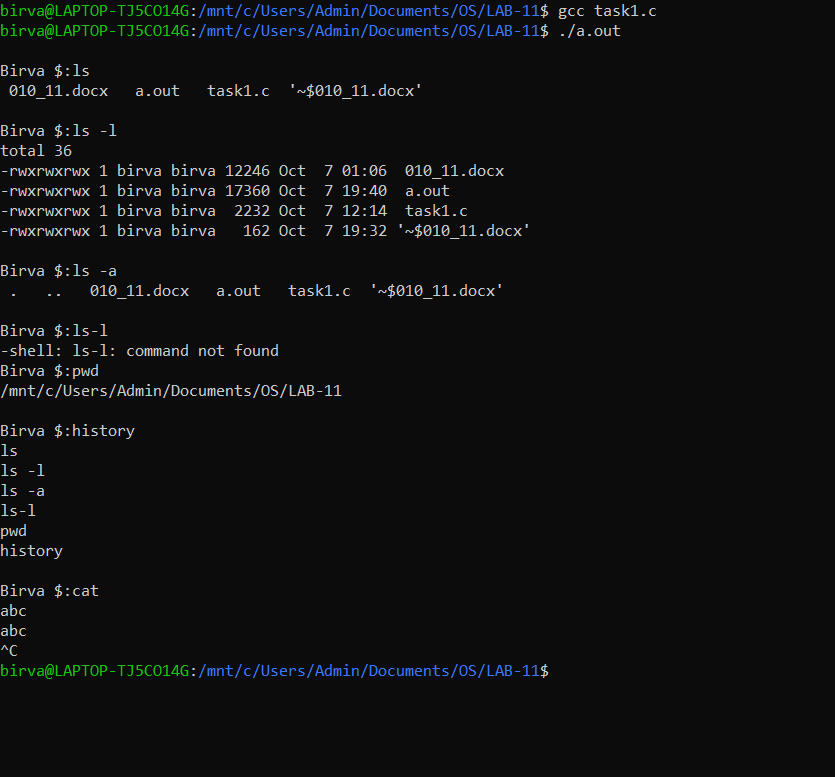 birva@LAPTOP-TJ5CO14G:/mnt/c/Users/Admin/Documents/OS/LAB-11$ gcc task1.c
birva@LAPTOP-TJ5CO14G:/mnt/c/Users/Admin/Documents/OS/LAB-11$ ./a.out

Birva $:ls
 010_11.docx   a.out   task1.c  '~$010_11.docx'

Birva $:ls -l
total 36
-rwxrwxrwx 1 birva birva 12246 Oct  7 01:06  010_11.docx
-rwxrwxrwx 1 birva birva 17360 Oct  7 19:40  a.out
-rwxrwxrwx 1 birva birva  2232 Oct  7 12:14  task1.c
-rwxrwxrwx 1 birva birva   162 Oct  7 19:32 '~$010_11.docx'

Birva $:ls -a
 .   ..   010_11.docx   a.out   task1.c  '~$010_11.docx'

Birva $:ls-l
-shell: ls-l: command not found
Birva $:pwd
/mnt/c/Users/Admin/Documents/OS/LAB-11

Birva $:history
ls
ls -l
ls -a
ls-l
pwd
history

Birva $:cat
abc
abc
^C
birva@LAPTOP-TJ5CO14G:/mnt/c/Users/Admin/Documents/OS/LAB-11$